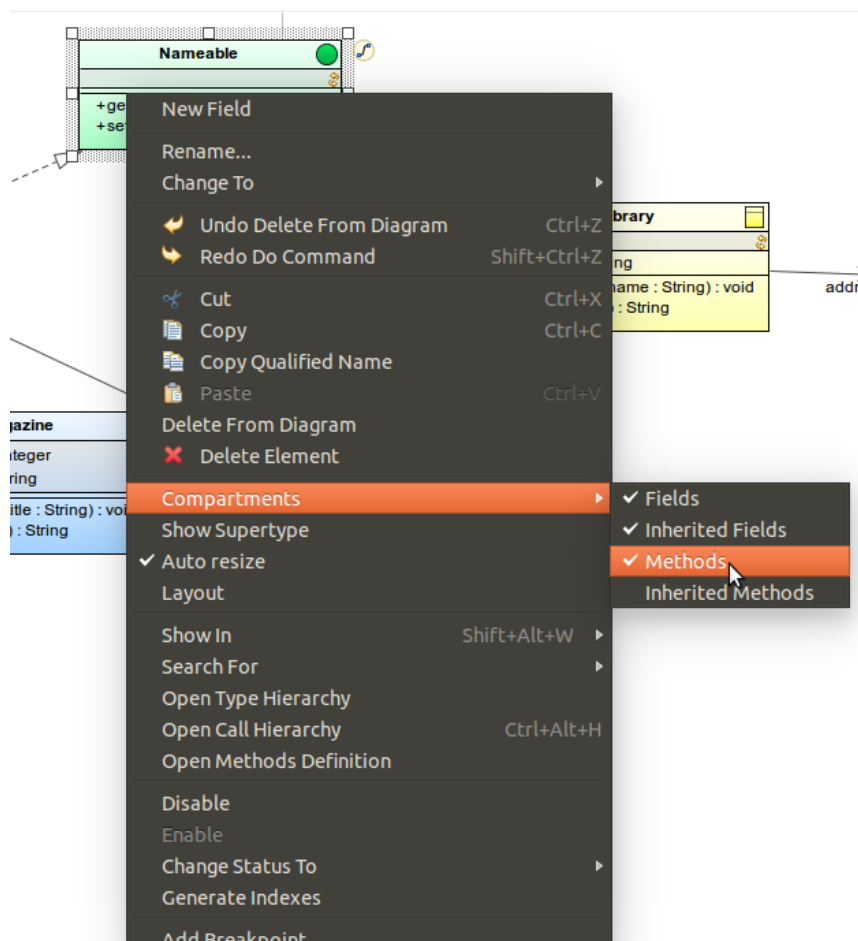 Nameable
+ge
+se
New Field
Rename...
Change To
Undo Delete From Diagram Ctrl+Z
Redo Do Command Shift+Ctrl+Z
Cut Ctrl+X
Copy Ctrl+C
Copy Qualified Name
Paste Ctrl+V
Delete From Diagram
Delete Element
Compartments
Show Supertype
Auto resize
Layout
Show In Shift+Alt+W
Search For
Open Type Hierarchy
Open Call Hierarchy Ctrl+Alt+H
Open Methods Definition
Disable
Enable
Change Status To
Generate Indexes
Add Breakpoint
Fields
Inherited Fields
Methods
Inherited Methods
brary
ng
name : String) : void
) : String
addr
gazine
nteger
ring
itle : String) : voi
) : String